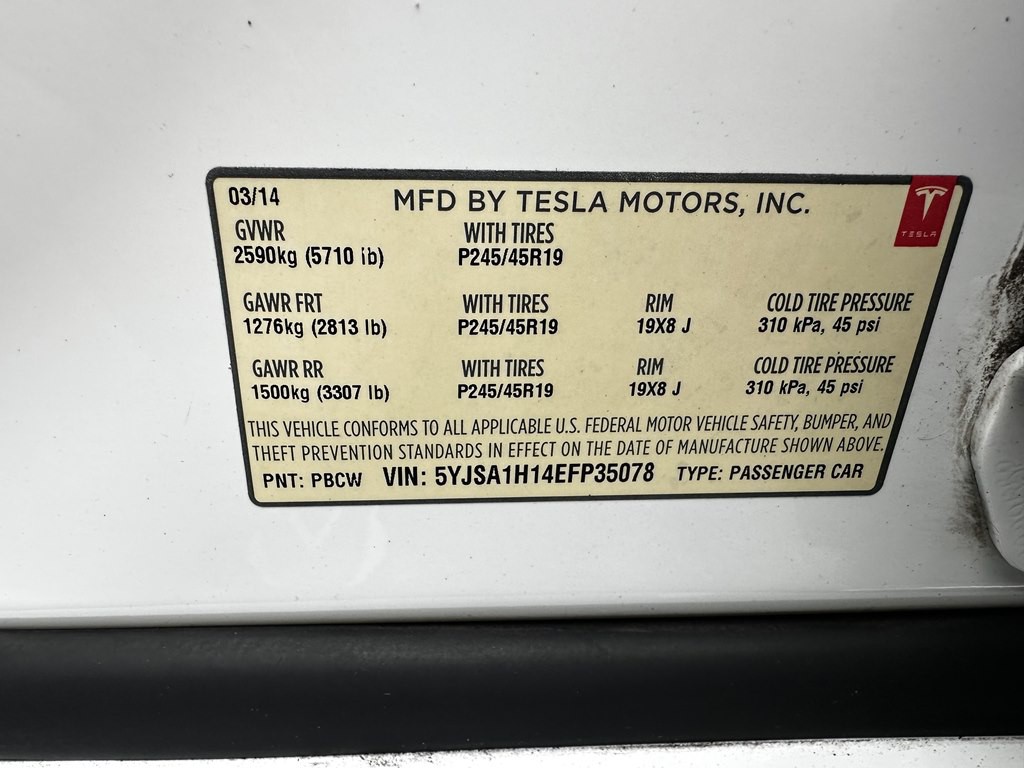 03/14 MFD BY TESLA MOTORS, INC.
TESLA
GVWR WITH TIRES
2590kg (5710 lb) P245/45R19
GAWR FRT WITH TIRES RIM COLD TIRE PRESSURE
1276kg (2813 lb) P245/45R19 19X8 J 310 kPa, 45 psi
GAWR RR WITH TIRES RIM COLD TIRE PRESSURE
1500kg (3307 lb) P245/45R19 19X8 J 310 kPa, 45 psi
THIS VEHICLE CONFORMS TO ALL APPLICABLE U.S. FEDERAL MOTOR VEHICLE SAFETY, BUMPER, AND
THEFT PREVENTION STANDARDS IN EFFECT ON THE DATE OF MANUFACTURE SHOWN ABOVE.
PNT: PBCW VIN: 5YJSA1H14EFP35078 TYPE: PASSENGER CAR